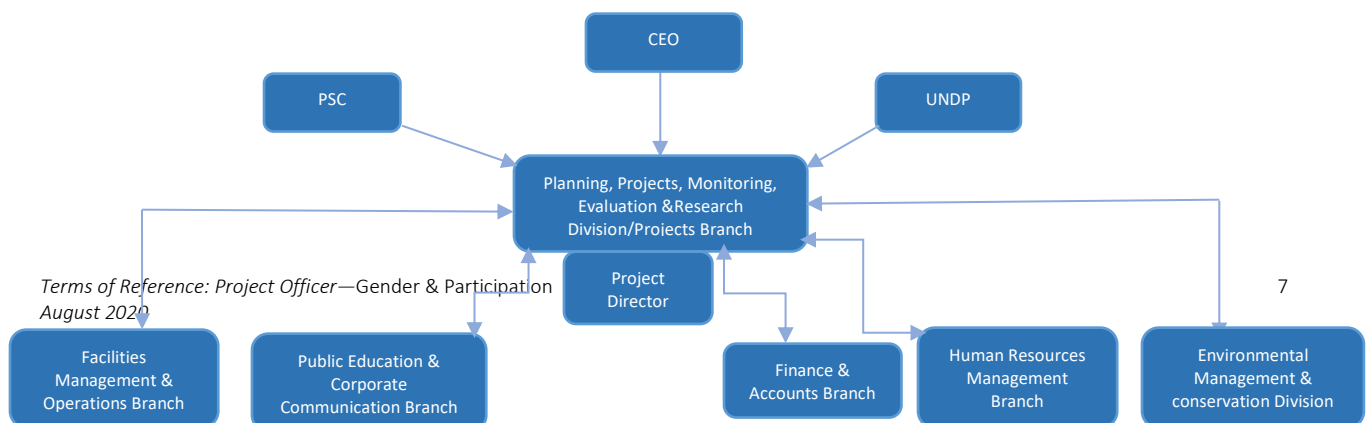 CEO
PSC
UNDP
Planning, Projects, Monitoring,
Evaluation &Research
Division/Projects Branch
Project
Director
Terms of Reference: Project Officer—Gender & Participation
7
August 2020
Facilities
Management &
Operations Branch
Public Education &
Corporate
Communication Branch
Finance &
Accounts Branch
Human Resources
Management
Branch
Environmental
Management &
conservation Division